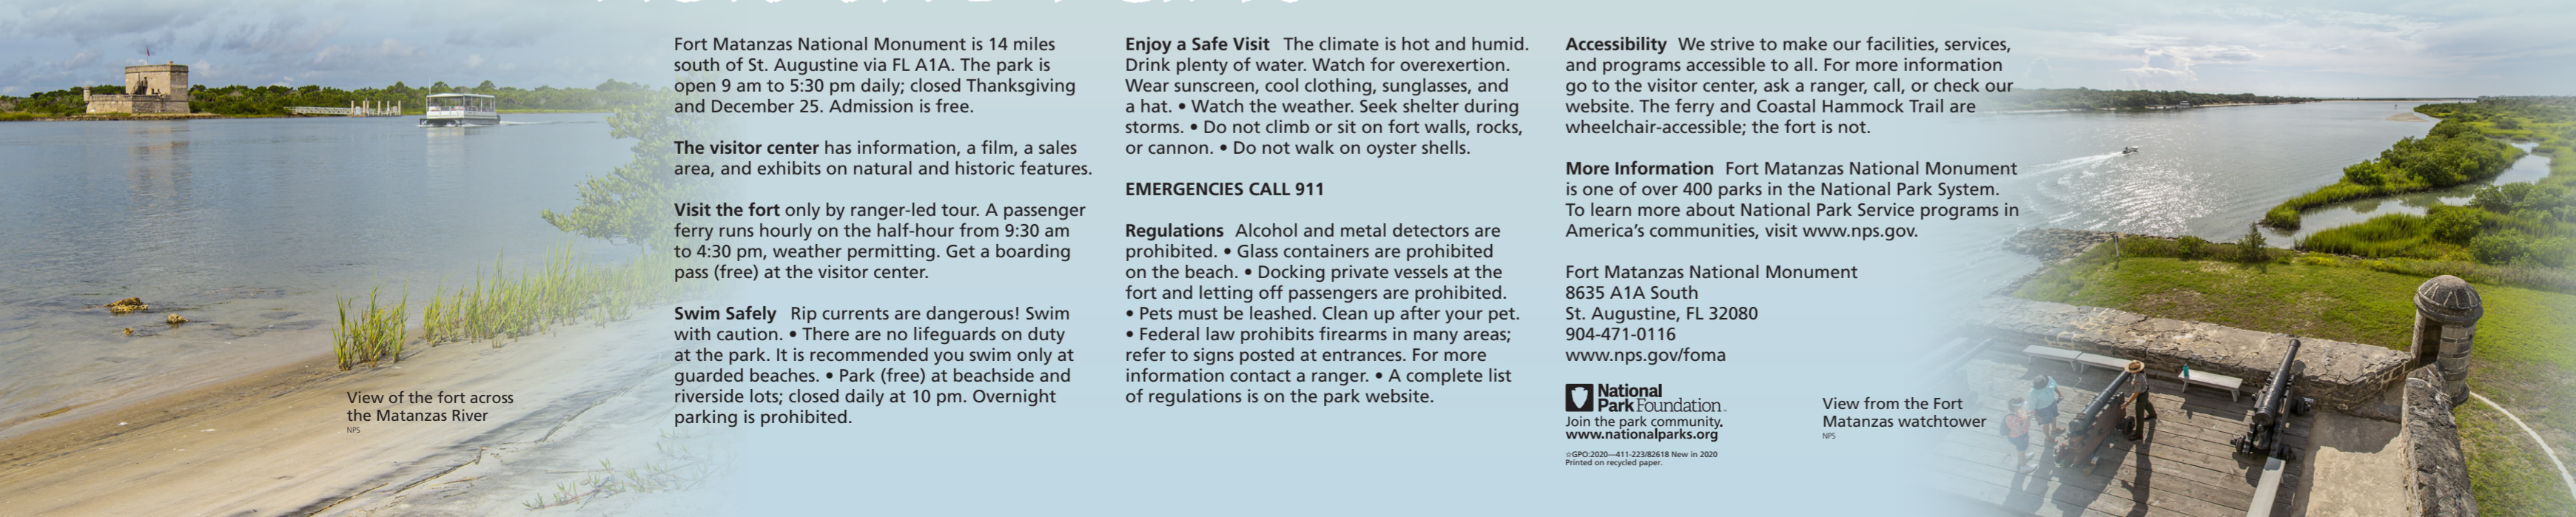 Fort Matanzas National Monument is 14 miles
south of St. Augustine via FL A1A. The park is
open 9 am to 5:30 pm daily; closed Thanksgiving
and December 25. Admission is free.
The visitor center has information, a film, a sales
area, and exhibits on natural and historic features.
Visit the fort only by ranger-led tour. A passenger
ferry runs hourly on the half-hour from 9:30 am
to 4:30 pm, weather permitting. Get a boarding
pass (free) at the visitor center.
Swim Safely Rip currents are dangerous! Swim
with caution. • There are no lifeguards on duty
at the park. It is recommended you swim only at
guarded beaches. • Park (free) at beachside and
riverside lots; closed daily at 10 pm. Overnight
parking is prohibited.
View of the fort across
the Matanzas River
NPS
Enjoy a Safe Visit The climate is hot and humid.
Drink plenty of water. Watch for overexertion.
Wear sunscreen, cool clothing, sunglasses, and
a hat. • Watch the weather. Seek shelter during
storms. • Do not climb or sit on fort walls, rocks,
or cannon. • Do not walk on oyster shells.
EMERGENCIES CALL 911
Regulations Alcohol and metal detectors are
prohibited. • Glass containers are prohibited
on the beach. • Docking private vessels at the
fort and letting off passengers are prohibited.
• Pets must be leashed. Clean up after your pet.
• Federal law prohibits firearms in many areas;
refer to signs posted at entrances. For more
information contact a ranger. • A complete list
of regulations is on the park website.
Accessibility We strive to make our facilities, services,
and programs accessible to all. For more information
go to the visitor center, ask a ranger, call, or check our
website. The ferry and Coastal Hammock Trail are
wheelchair-accessible; the fort is not.
More Information Fort Matanzas National Monument
is one of over 400 parks in the National Park System.
To learn more about National Park Service programs in
America's communities, visit www.nps.gov.
Fort Matanzas National Monument
8635 A1A South
St. Augustine, FL 32080
904-471-0116
www.nps.gov/foma
National
Park Foundation™
Join the park community.
www.nationalparks.org
☆GPO:2020—411-223/82618 New in 2020
Printed on recycled paper.
View from the Fort
Matanzas watchtower
NPS